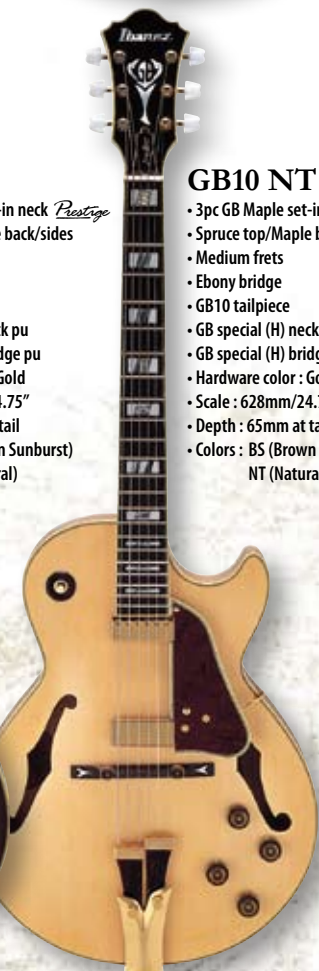 Ibanez
GB
-in neck Prestige
back/sides
pu
dge pu
Gold
.75"
tail
n Sunburst)
al)
GB10 NT
• 3pc GB Maple set-in
• Spruce top/Maple b
• Medium frets
• Ebony bridge
• GB10 tailpiece
• GB special (H) neck
• GB special (H) bridg
• Hardware color : Go
• Scale : 628mm/24.7
• Depth : 65mm at ta
• Colors : BS (Brown
NT (Natura